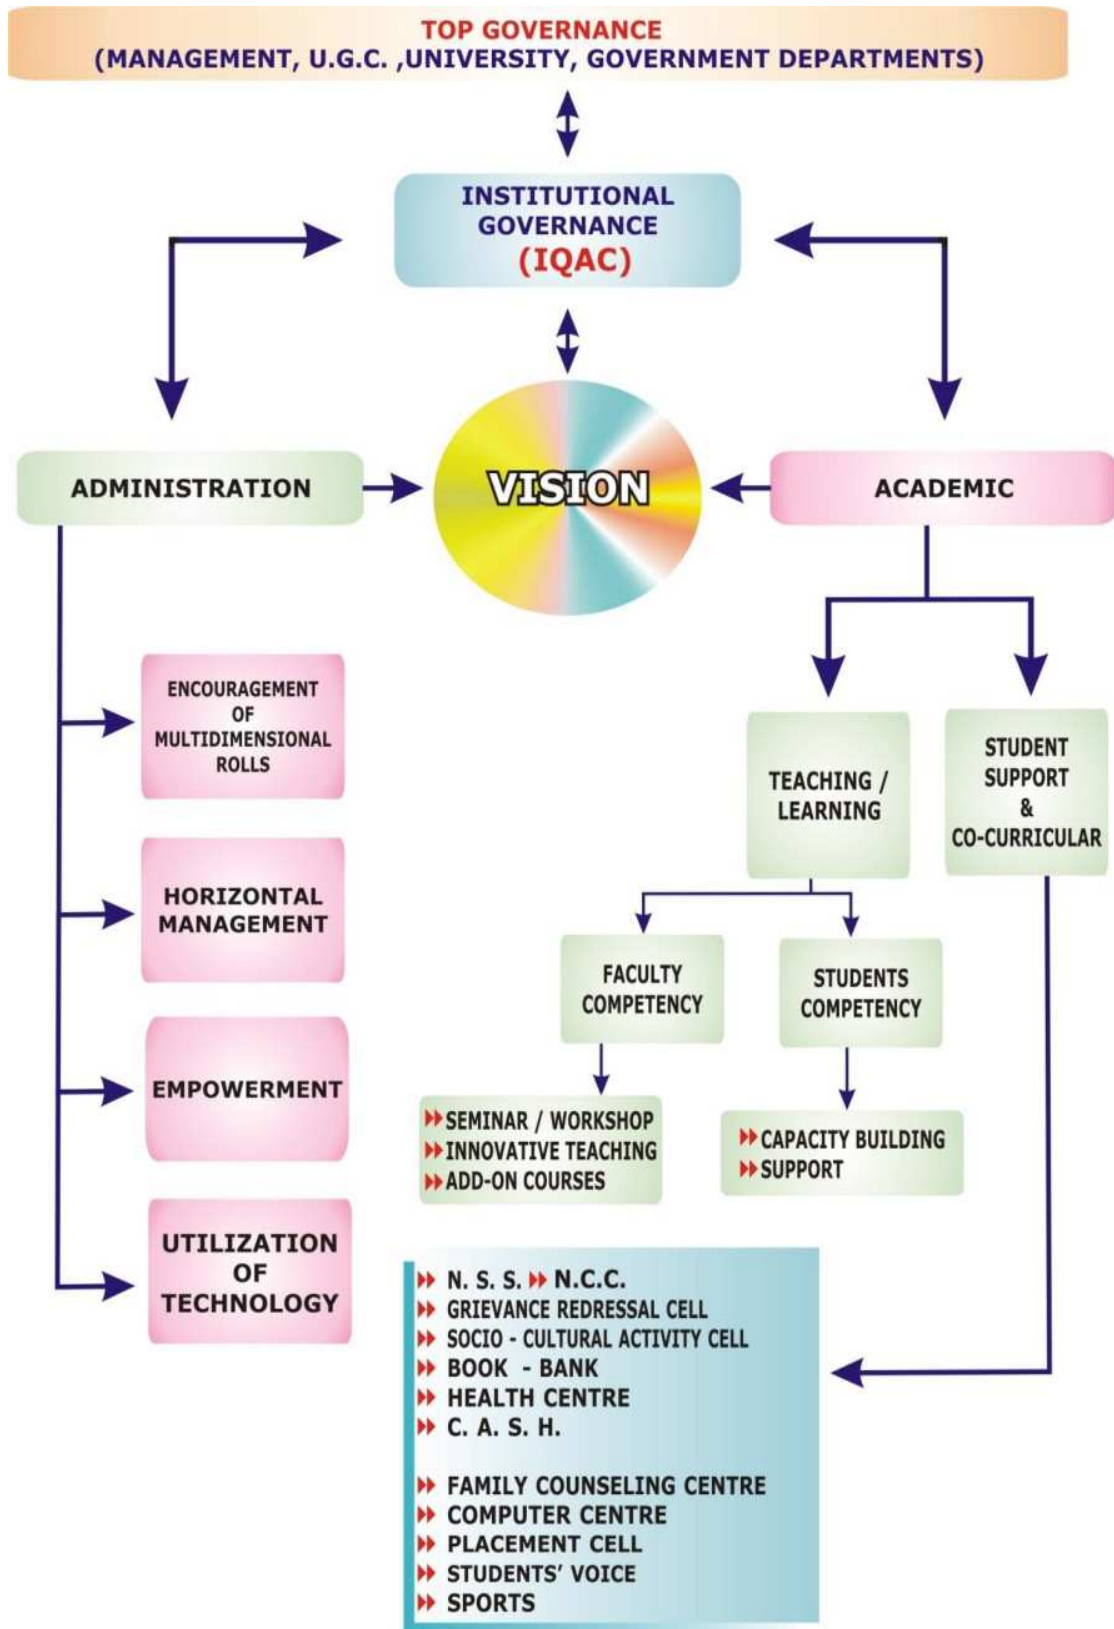 TOP GOVERNANCE
(MANAGEMENT, U.G.C. ,UNIVERSITY, GOVERNMENT DEPARTMENTS)
INSTITUTIONAL
GOVERNANCE
(IQAC)
ADMINISTRATION
VISION
ACADEMIC
ENCOURAGEMENT
OF
MULTIDIMENSIONAL
ROLLS
HORIZONTAL
MANAGEMENT
EMPOWERMENT
UTILIZATION
OF
TECHNOLOGY
TEACHING /
LEARNING
STUDENT
SUPPORT
&
CO-CURRICULAR
FACULTY
COMPETENCY
STUDENTS
COMPETENCY
SEMINAR / WORKSHOP
INNOVATIVE TEACHING
ADD-ON COURSES
CAPACITY BUILDING
SUPPORT
N. S. S. N.C.C.
GRIEVANCE REDRESSAL CELL
SOCIO - CULTURAL ACTIVITY CELL
BOOK - BANK
HEALTH CENTRE
C. A. S. H.
FAMILY COUNSELING CENTRE
COMPUTER CENTRE
PLACEMENT CELL
STUDENTS' VOICE
SPORTS